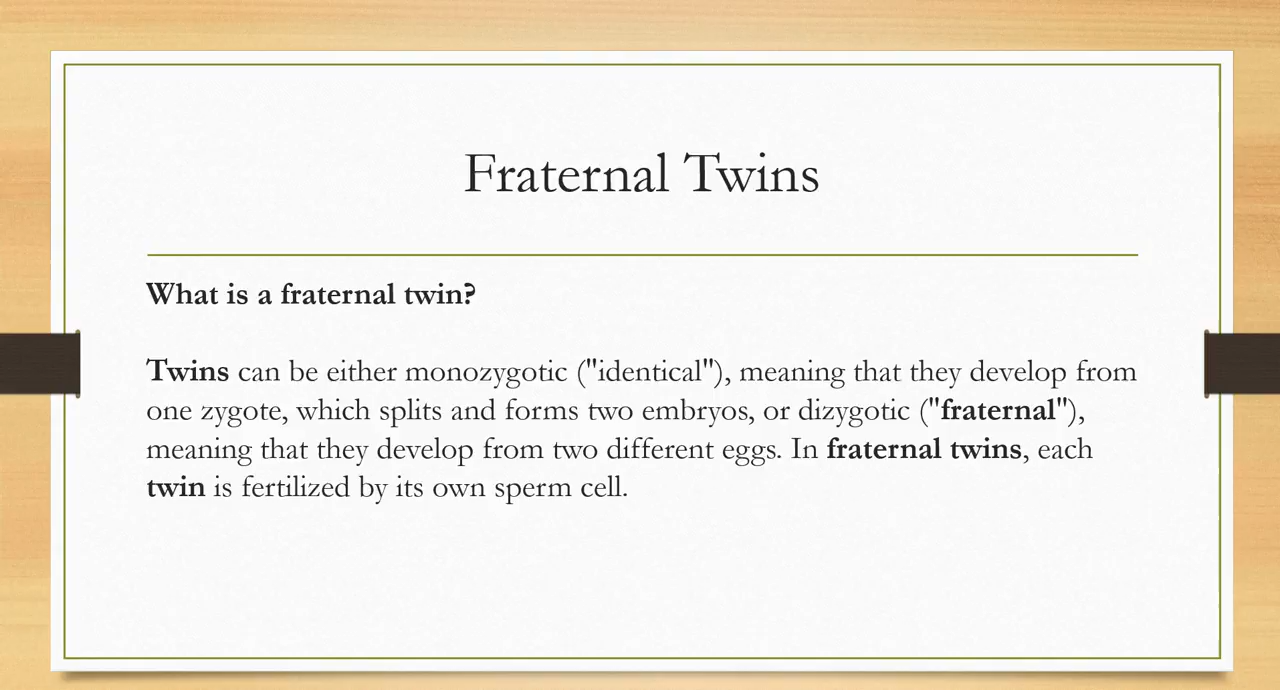 Fraternal Twins
What is a fraternal twin?
Twins can be either monozygotic ("identical"), meaning that they develop from
one zygote, which splits and forms two embryos, or dizygotic ("fraternal"),
meaning that they develop from two different eggs. In fraternal twins, each
twin is fertilized by its own sperm cell.